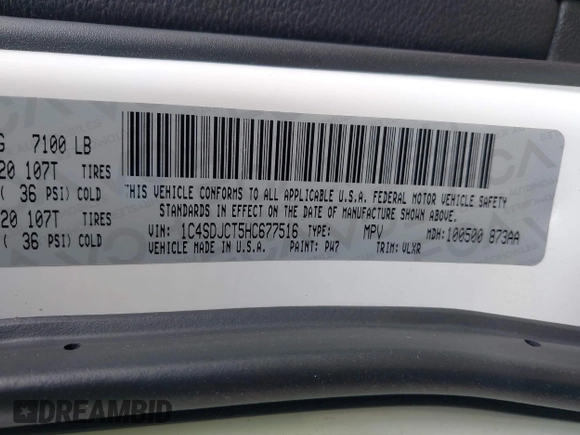 G 7100 LB
20 107T TIRES
( 36 PSI) COLD
20 107T TIRES
( 36 PSI) COLD
THIS VEHICLE CONFORMS TO ALL APPLICABLE U.S.A. FEDERAL MOTOR VEHICLE SAFETY
STANDARDS IN EFFECT ON THE DATE OF MANUFACTURE SHOWN ABOVE.
VIN: 1C4SDJCT5HC677516 TYPE: MPV MDH: 100500 873AA
VEHICLE MADE IN U.S.A. PAINT: PW7 TRIM: VLXR
DREAMBID